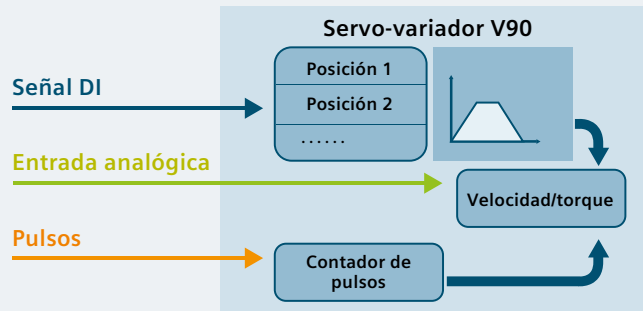 Servo-variador V90
Señal DI
Posición 1
Posición 2
......
Entrada analógica
Velocidad/torque
Pulsos
Contador de
pulsos